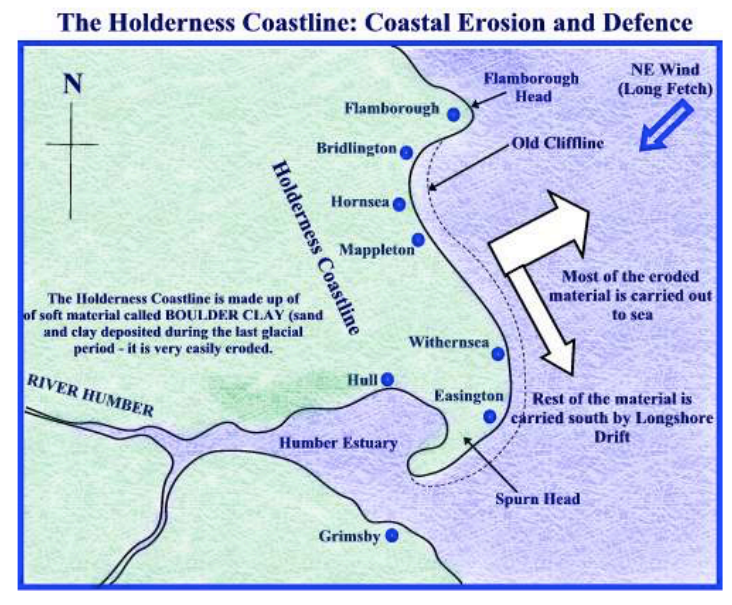 The Holderness Coastline: Coastal Erosion and Defence
N
NE Wind
(Long Fetch)
Flamborough
Head
Flamborough
Bridlington
Old Cliffline
Hornsea
Holderness Coastline
Mappleton
Most of the eroded
material is carried out
to sea
The Holderness Coastline is made up of
of soft material called BOULDER CLAY (sand
and clay deposited during the last glacial
period - it is very easily eroded.
Withernsea
Hull
RIVER HUMBER
Easington
Rest of the material is
carried south by Longshore
Drift
Humber Estuary
Spurn Head
Grimsby